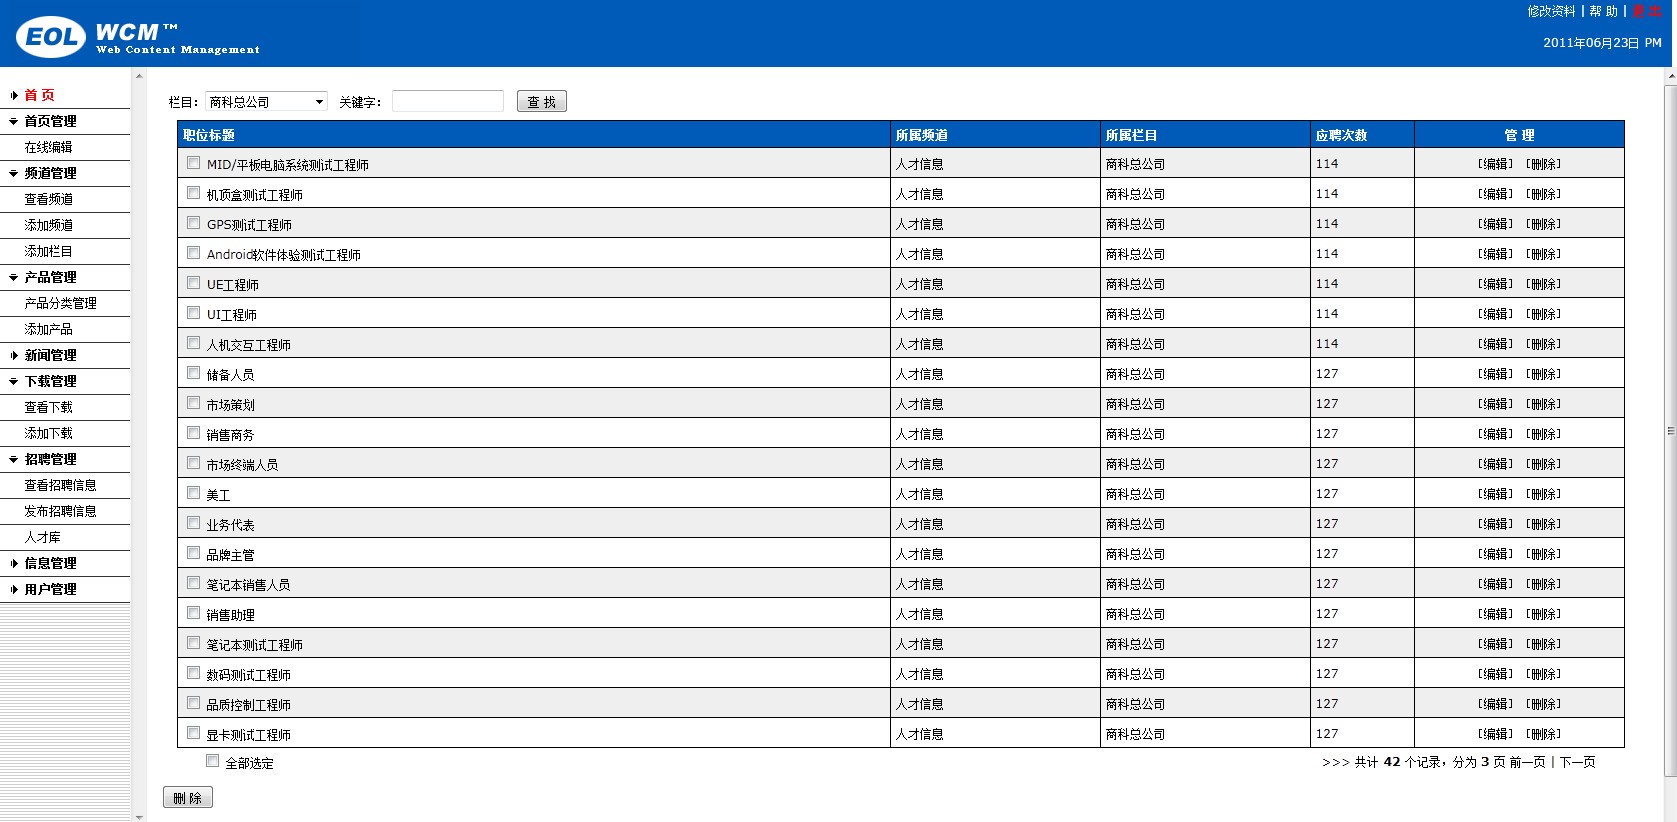 EOL WCM™
Web Content Management
修改资料 | 帮 助 | 退 出
2011年06月23日 PM
首 页
首页管理
在线编辑
频道管理
查看频道
添加频道
添加栏目
产品管理
产品分类管理
添加产品
新闻管理
下载管理
查看下载
添加下载
招聘管理
查看招聘信息
发布招聘信息
人才库
信息管理
用户管理
栏目： 商科总公司 关键字： 查 找
职位标题 所属频道 所属栏目 应聘次数 管 理
MID/平板电脑系统测试工程师 人才信息 商科总公司 114 [编辑] [删除]
机顶盒测试工程师 人才信息 商科总公司 114 [编辑] [删除]
GPS测试工程师 人才信息 商科总公司 114 [编辑] [删除]
Android软件体验测试工程师 人才信息 商科总公司 114 [编辑] [删除]
UE工程师 人才信息 商科总公司 114 [编辑] [删除]
UI工程师 人才信息 商科总公司 114 [编辑] [删除]
人机交互工程师 人才信息 商科总公司 114 [编辑] [删除]
储备人员 人才信息 商科总公司 127 [编辑] [删除]
市场策划 人才信息 商科总公司 127 [编辑] [删除]
销售商务 人才信息 商科总公司 127 [编辑] [删除]
市场终端人员 人才信息 商科总公司 127 [编辑] [删除]
美工 人才信息 商科总公司 127 [编辑] [删除]
业务代表 人才信息 商科总公司 127 [编辑] [删除]
品牌主管 人才信息 商科总公司 127 [编辑] [删除]
笔记本销售人员 人才信息 商科总公司 127 [编辑] [删除]
销售助理 人才信息 商科总公司 127 [编辑] [删除]
笔记本测试工程师 人才信息 商科总公司 127 [编辑] [删除]
数码测试工程师 人才信息 商科总公司 127 [编辑] [删除]
品质控制工程师 人才信息 商科总公司 127 [编辑] [删除]
显卡测试工程师 人才信息 商科总公司 127 [编辑] [删除]
全部选定 >>> 共计 42 个记录，分为 3 页 前一页 | 下一页
删 除